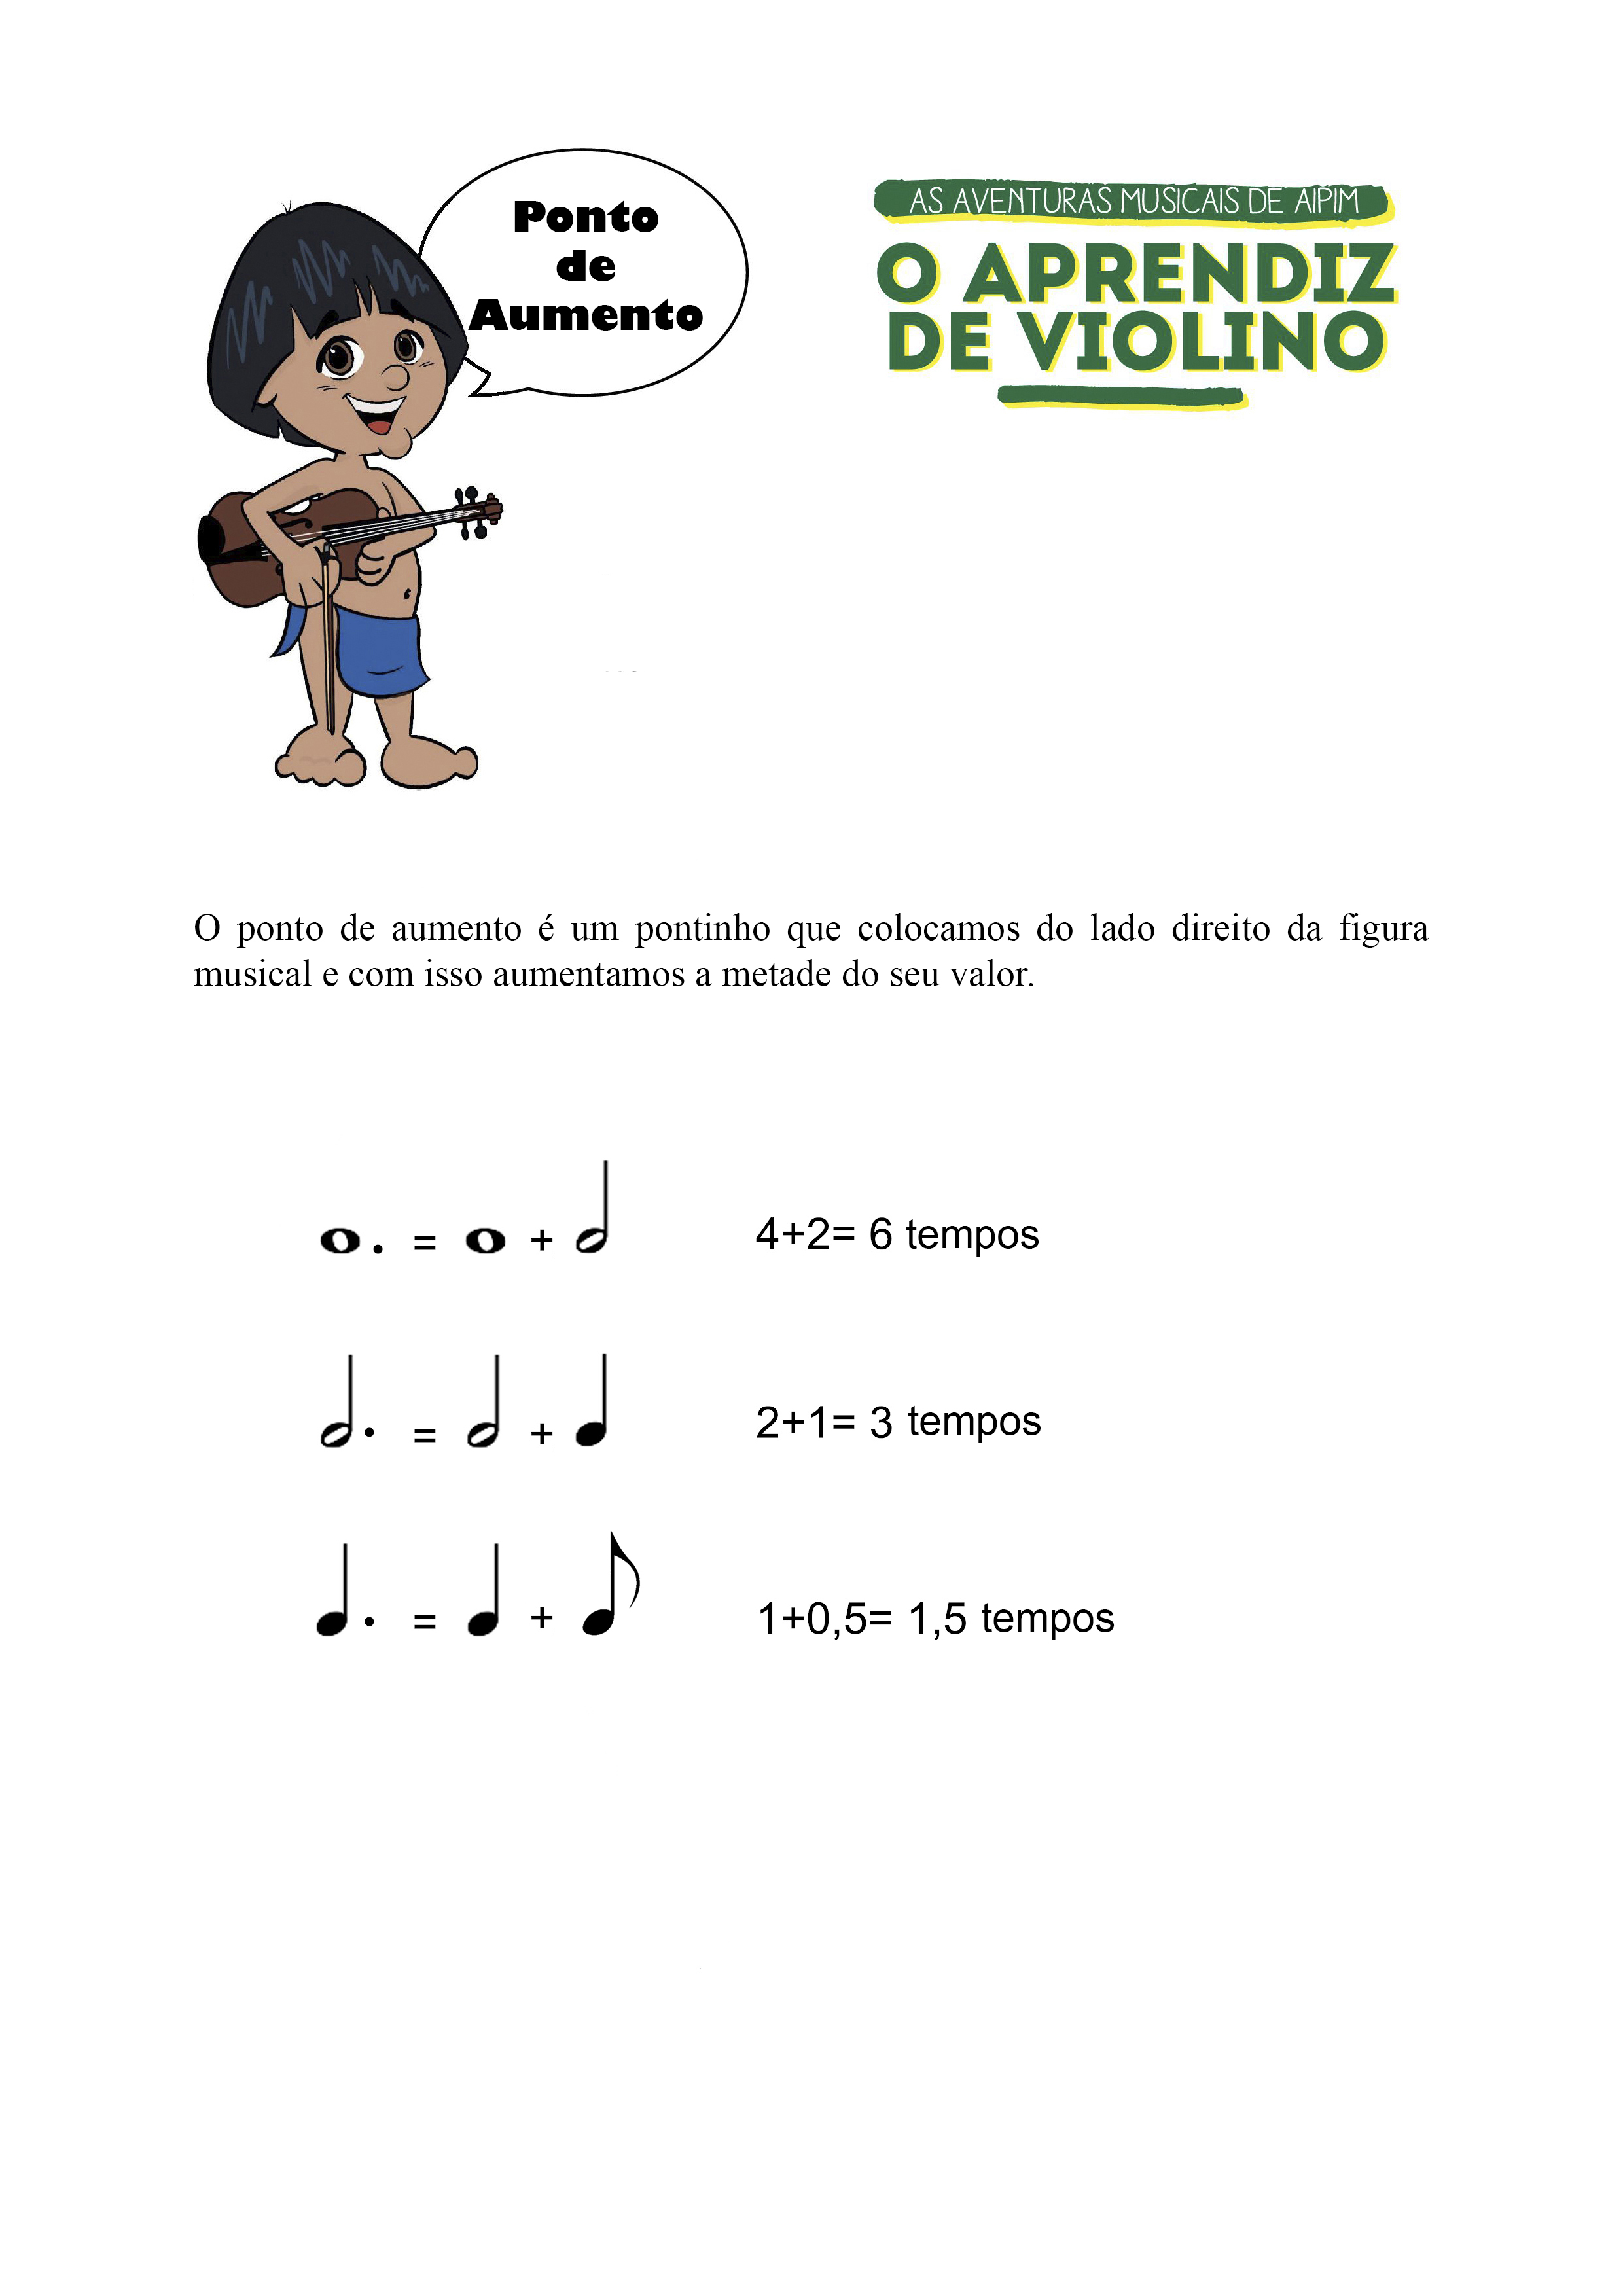 Ponto
de
Aumento
AS AVENTURAS MUSICAIS DE AIPIM
O APRENDIZ
DE VIOLINO
O ponto de aumento é um pontinho que colocamos do lado direito da figura
musical e com isso aumentamos a metade do seu valor.
= + 4+2= 6 tempos
= + 2+1= 3 tempos
= + 1+0,5= 1,5 tempos